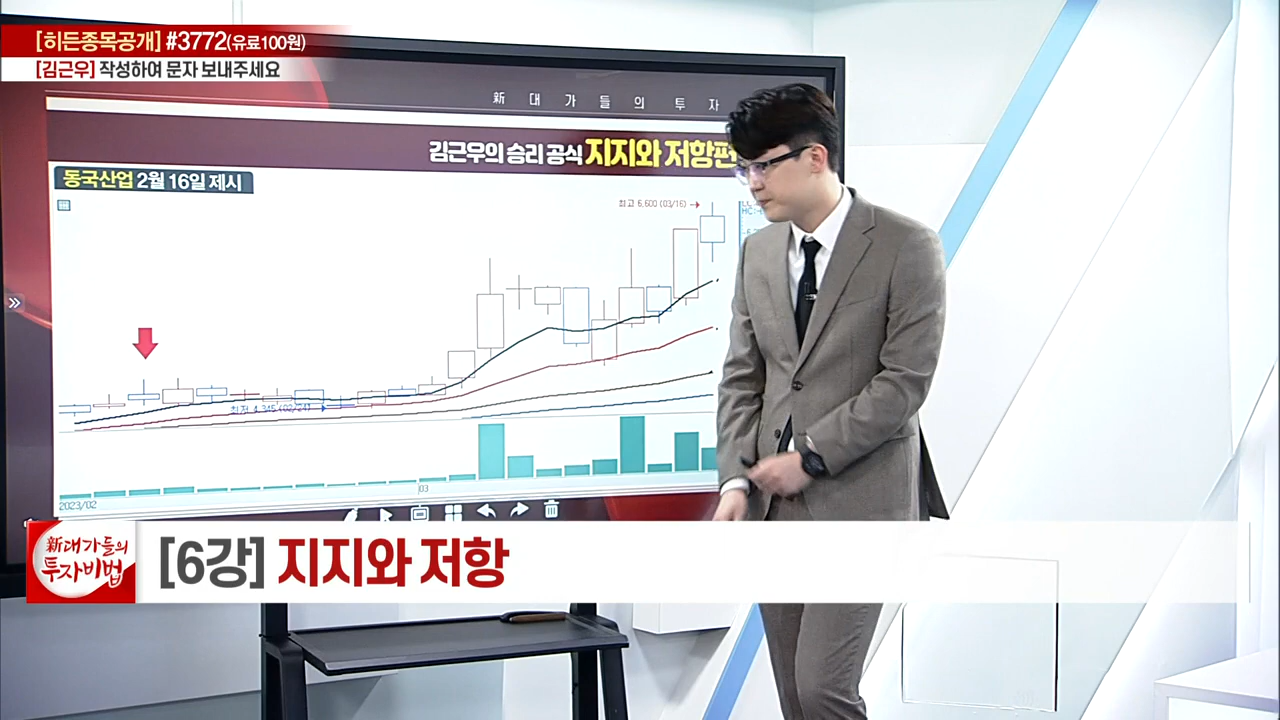 [히든종목공개] #3772(유료100원)
[김근우] 작성하여 문자 보내주세요
新 대 가 들 의 투 자
김근우의 승리 공식 지지와 저항편
동국산업 2월 16일 제시
최고 6,600 (03/16)
최저 4,345 (02/24)
03
2023/02
新대가들의
투자비법
[6강] 지지와 저항